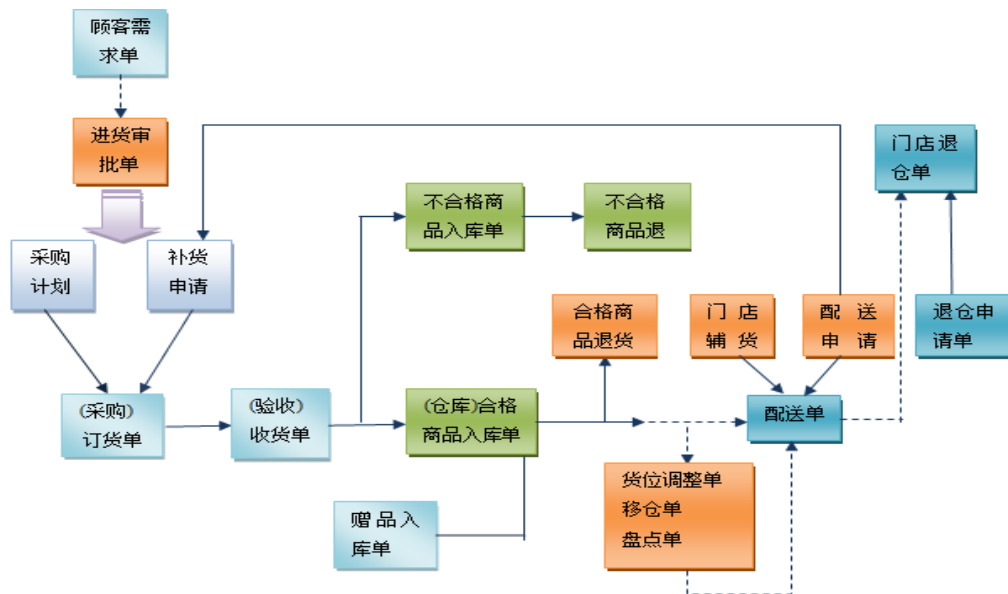 顾客需
求单
进货审
批单
门店退
仓单
不合格商
品入库单
不合格
商品退
采购
计划
补货
申请
合格商
品退货
门店
辅货
配送
申请
退仓申
请单
(采购)
订货单
(验收)
收货单
(仓库)合格
商品入库单
配送单
货位调整单
移仓单
盘点单
赠品入
库单